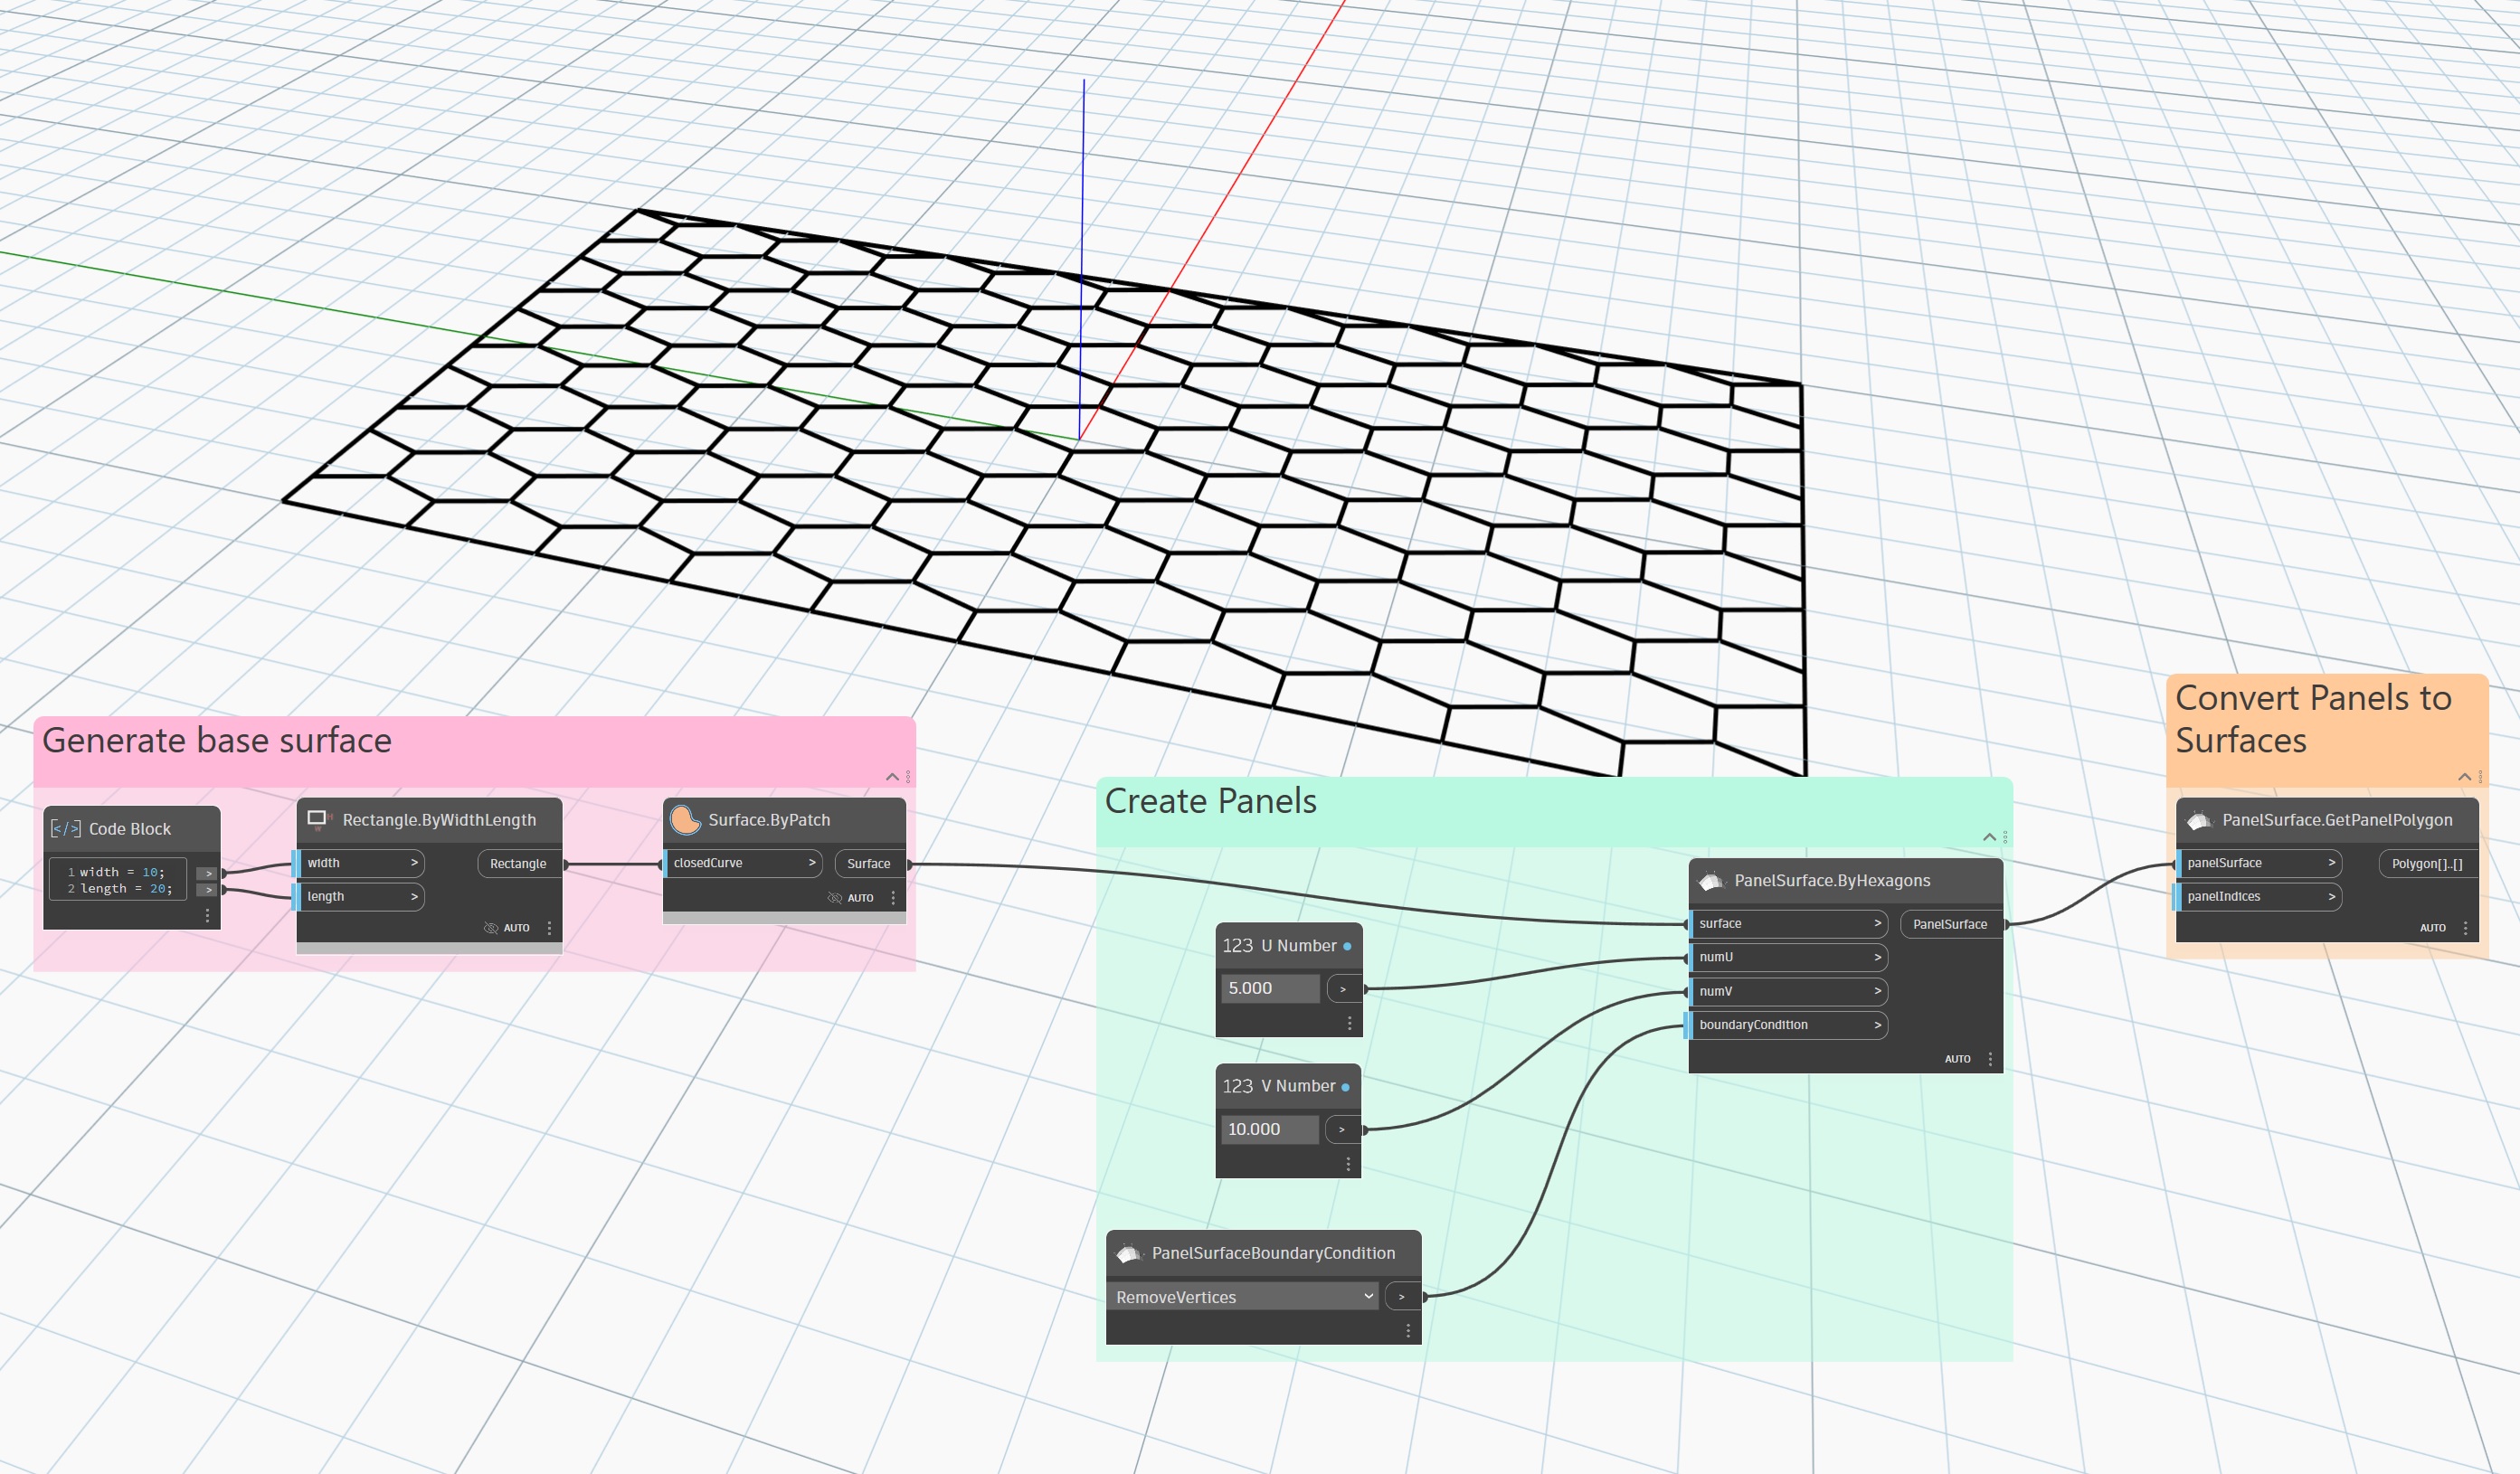 Generate base surface
Code Block
1 width = 10;
2 length = 20;
>
>
Rectangle.ByWidthLength
width >
Rectangle
length >
AUTO
Surface.ByPatch
closedCurve >
Surface
AUTO
Create Panels
123 U Number
5.000 >
123 V Number
10.000 >
PanelSurfaceBoundaryCondition
RemoveVertices >
PanelSurface.ByHexagons
surface >
PanelSurface
numU >
numV >
boundaryCondition >
AUTO
Convert Panels to
Surfaces
PanelSurface.GetPanelPolygon
panelSurface >
Polygon[]..[]
panelIndices >
AUTO